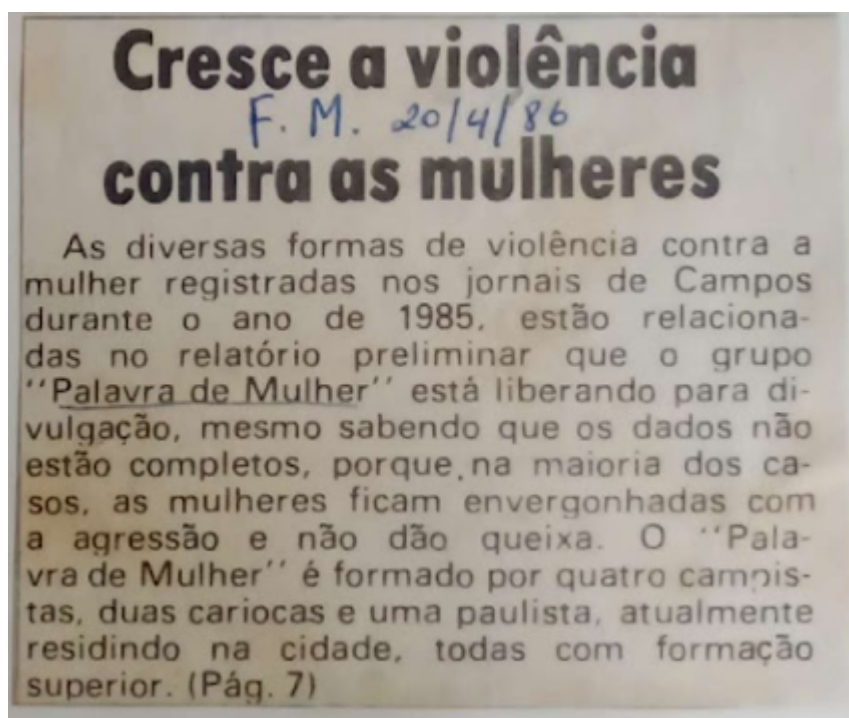 Cresce a violência
F. M. 20/4/86
contra as mulheres
As diversas formas de violência contra a
mulher registradas nos jornais de Campos
durante o ano de 1985, estão relaciona-
das no relatório preliminar que o grupo
"Palavra de Mulher" está liberando para di-
vulgação, mesmo sabendo que os dados não
estão completos, porque, na maioria dos ca-
sos, as mulheres ficam envergonhadas com
a agressão e não dão queixa. O "Pala-
vra de Mulher" é formado por quatro campis-
tas, duas cariocas e uma paulista, atualmente
residindo na cidade, todas com formação
superior. (Pág. 7)